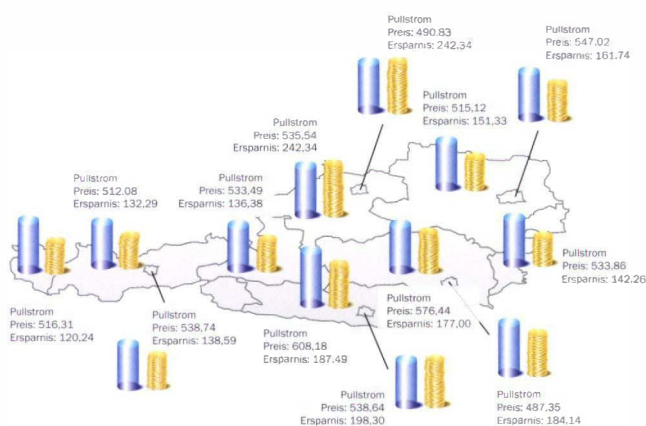 Pullstrom
Preis: 490.83
Ersparnis: 242,34
Pullstrom
Preis: 547,02
Ersparnis: 161,74
Pullstrom
Preis: 515,12
Ersparnis: 151,33
Pullstrom
Preis: 535,54
Ersparnis: 242,34
Pullstrom
Preis: 512.08
Ersparnis: 132,29
Pullstrom
Preis: 533,49
Ersparnis: 136,38
Pullstrom
Preis: 533,86
Ersparnis: 142,26
Pullstrom
Preis: 516,31
Ersparnis: 120,24
Pullstrom
Preis: 538,74
Ersparnis: 138,59
Pullstrom
Preis: 608,18
Ersparnis: 187,49
Pullstrom
Preis: 576,44
Ersparnis: 177,00
Pullstrom
Preis: 538,64
Ersparnis: 198,30
Pullstrom
Preis: 487,35
Ersparnis: 184,14